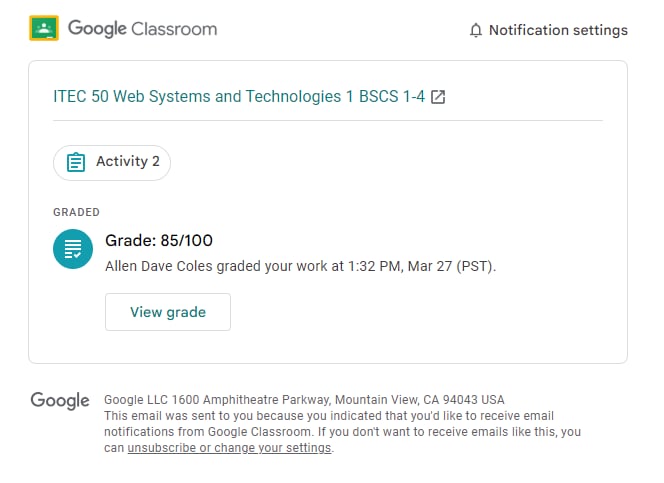 Google Classroom
Notification settings
ITEC 50 Web Systems and Technologies 1 BSCS 1-4
Activity 2
GRADED
Grade: 85/100
Allen Dave Coles graded your work at 1:32 PM, Mar 27 (PST).
View grade
Google
Google LLC 1600 Amphitheatre Parkway, Mountain View, CA 94043 USA
This email was sent to you because you indicated that you'd like to receive email
notifications from Google Classroom. If you don't want to receive emails like this, you
can unsubscribe or change your settings.